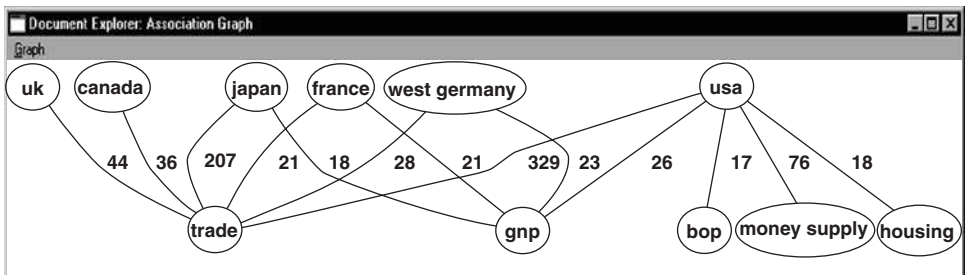 Document Explorer: Association Graph
Graph
uk canada japan france west germany usa
44 36 207 21 18 28 21 329 23 26 17 76 18
trade gnp bop money supply housing